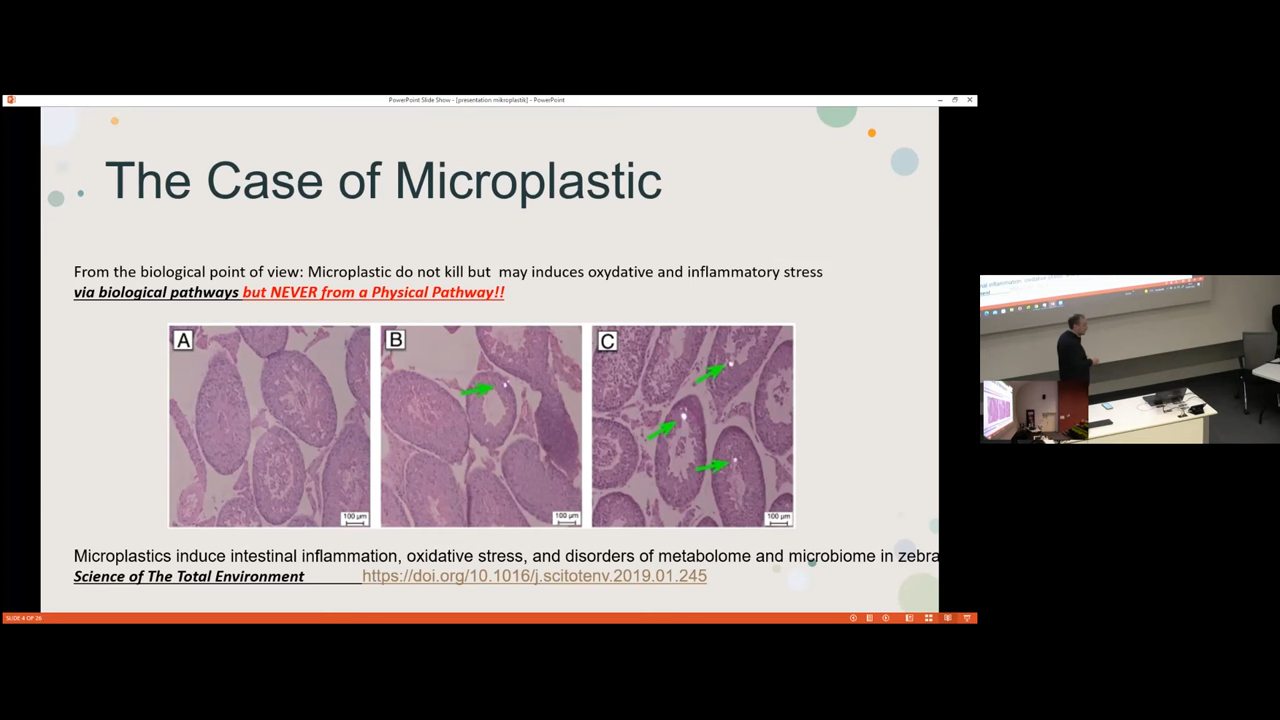 PowerPoint Slide Show - [presentation mikroplastik] - PowerPoint
The Case of Microplastic
From the biological point of view: Microplastic do not kill but may induces oxydative and inflammatory stress
via biological pathways but NEVER from a Physical Pathway!!
A
B
C
100 µm
100 µm
100 µm
Microplastics induce intestinal inflammation, oxidative stress, and disorders of metabolome and microbiome in zebra
Science of The Total Environment https://doi.org/10.1016/j.scitotenv.2019.01.245
SLIDE 4 OF 26